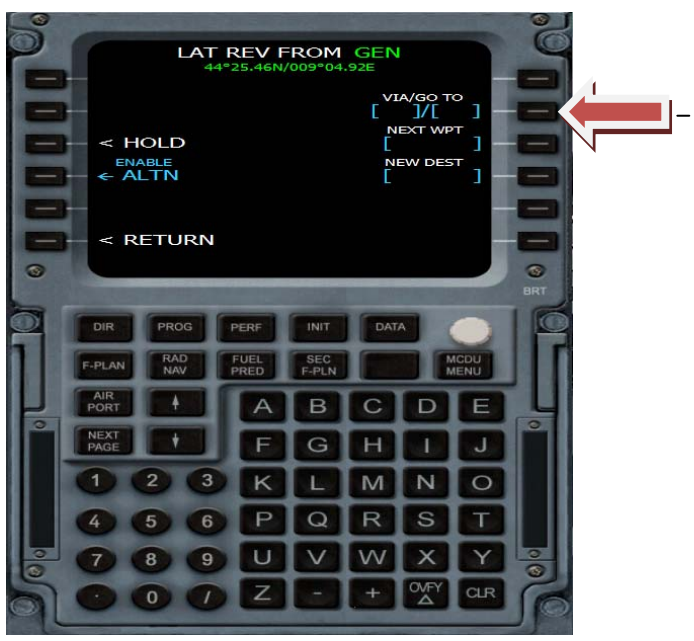 LAT REV FROM GEN
44°25.46N/009°04.92E
VIA/GO TO
[ ]/[ ]
–
NEXT WPT
< HOLD [ ]
ENABLE NEW DEST
← ALTN [ ]
< RETURN
BRT
DIR PROG PERF INIT DATA
F-PLAN RAD NAV FUEL PRED SEC F-PLN MCDU MENU
AIR PORT
NEXT PAGE
A B C D E
F G H I J
1 2 3 K L M N O
4 5 6 P Q R S T
7 8 9 U V W X Y
. 0 / Z - + OVFY △ CLR